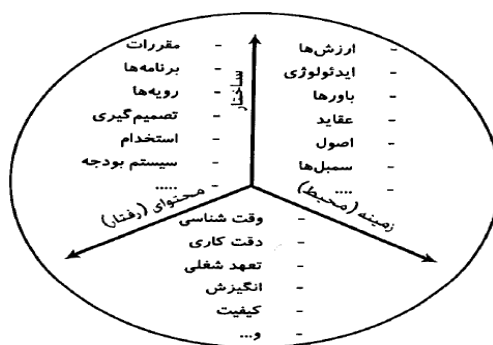 - ارزش‌ها
- ایدئولوژی
- باورها
- عقاید
- اصول
- سمبل‌ها
- ....
ساختار
- مقررات
- برنامه‌ها
- رویه‌ها
- تصمیم‌گیری
- استخدام
- سیستم بودجه
- .....
زمینه (محیط)
محتوای (رفتار)
- وقت شناسی
- دقت کاری
- تعهد شغلی
- انگیزش
- کیفیت
- و...